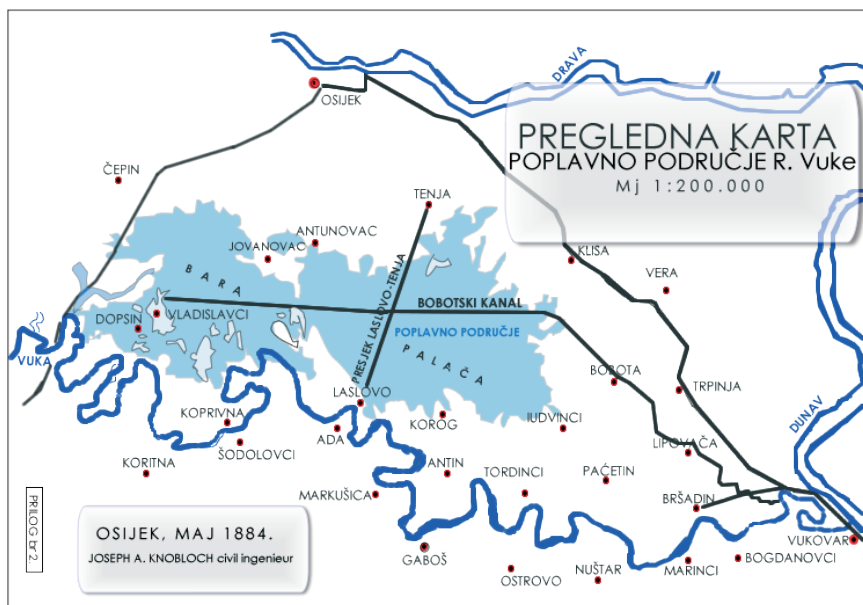 DRAVA
OSIJEK
PREGLEDNA KARTA
POPLAVNO PODRUČJE R. Vuke
Mj 1:200.000
ČEPIN
TENJA
ANTUNOVAC
JOVANOVAC
KLISA
VERA
BARA
BOBOTSKI KANAL
DOPSIN
VLADISLAVCI
PRESJEK LASLOVO-TENJA
POPLAVNO PODRUČJE
PALAČA
VUKA
BOBOTA
TRPINJA
DUNAV
LASLOVO
KOPRIVNA
ADA
KOROG
IUDVINCI
ŠODOLOVCI
LIPOVAČA
KORITNA
ANTIN
TORDINCI
PAĆETIN
MARKUŠICA
BRŠADIN
PRILOG br 2.
OSIJEK, MAJ 1884.
JOSEPH A. KNOBLOCH civil ingenieur
VUKOVAR
GABOŠ
OSTROVO
NUŠTAR
MARINCI
BOGDANOVCI